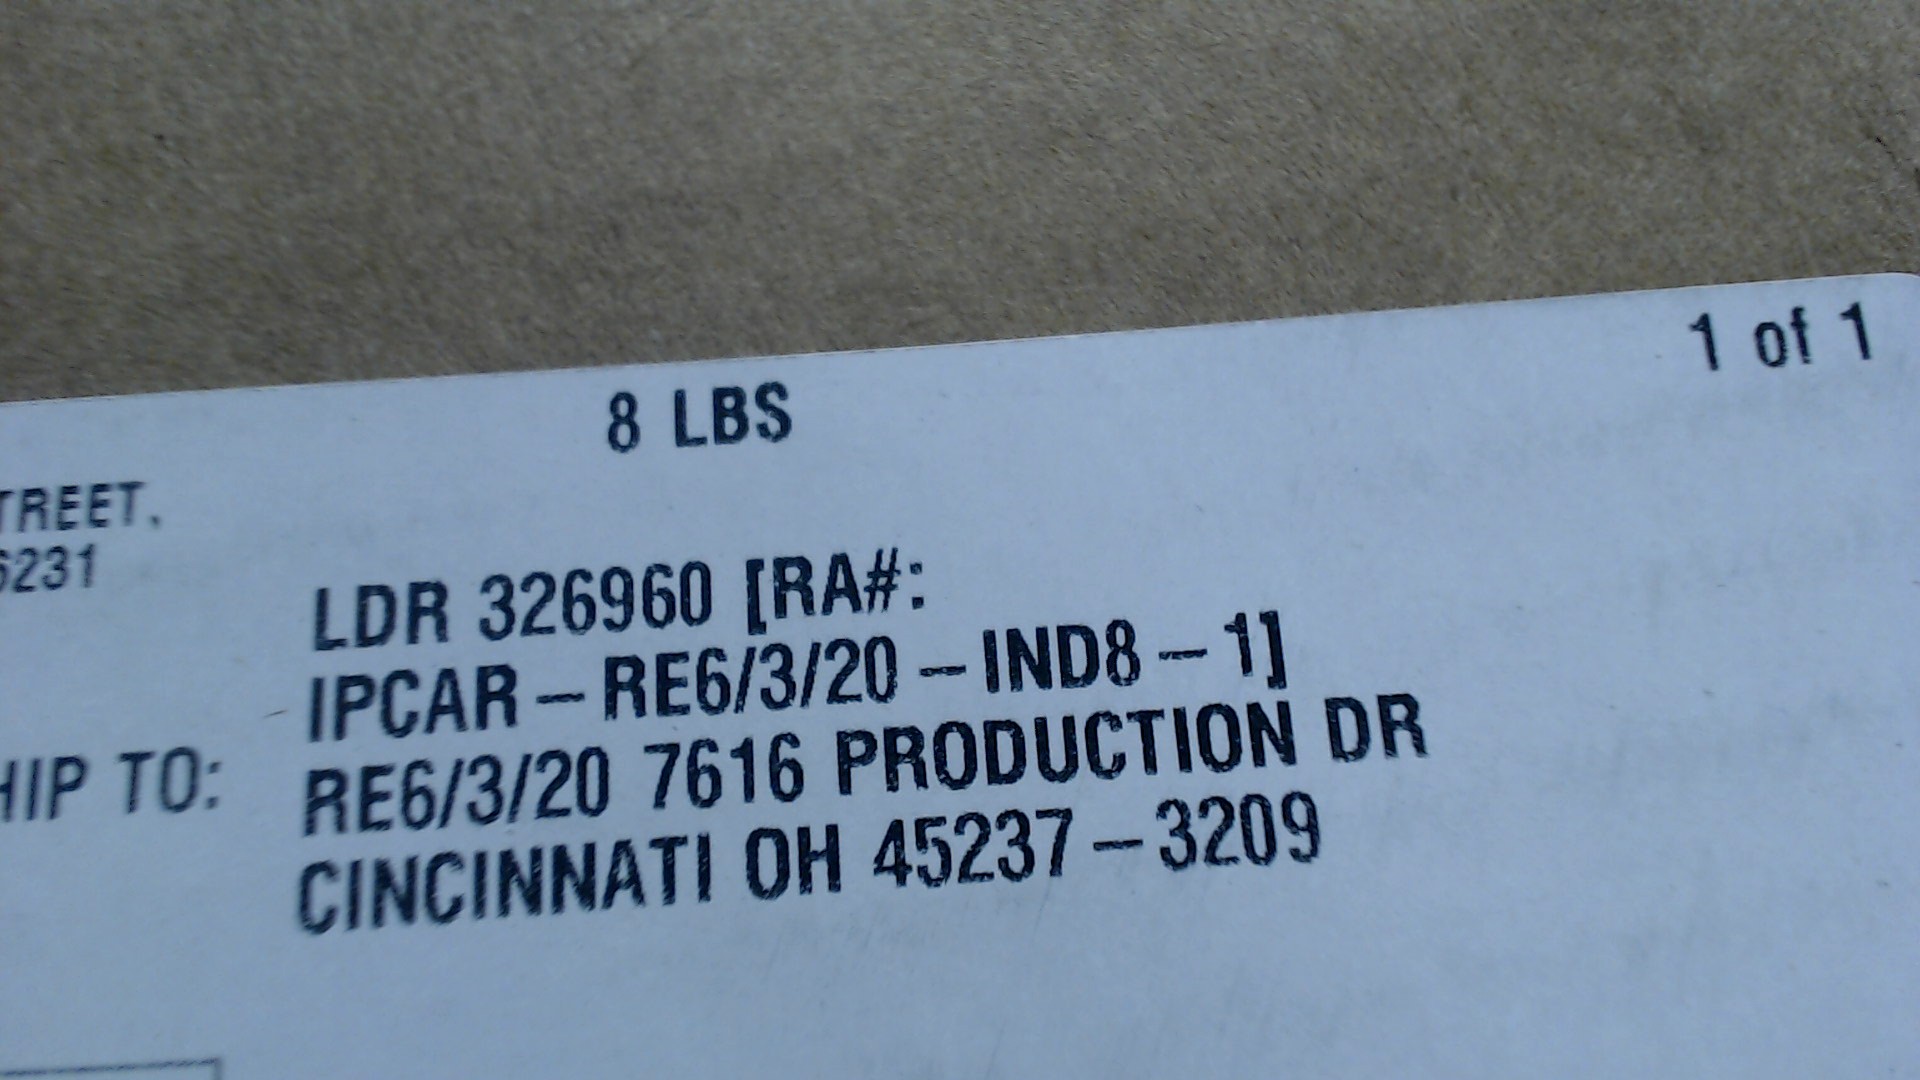 1 of 1
8 LBS
TREET,
6231
LDR 326960 [RA#:
IPCAR-RE6/3/20-IND8-1]
HIP TO: RE6/3/20 7616 PRODUCTION DR
CINCINNATI OH 45237-3209